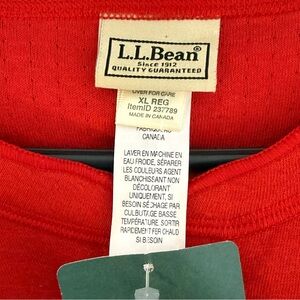 L.L.Bean®
SINCE 1912
QUALITY GUARANTEED
OVER FOR CARE
XL REG
ItemID 237789
MADE IN CANADA
FABRIQUÉ AU
CANADA
LAVER EN MACHINE EN
EAU FROIDE, SÉPARER
LES COULEURS AGENT
BLANCHISSANT NON
DÉCOLORANT
UNIQUEMENT, SI
BESOIN SÉCHAGE PAR
CULBUTAGE BASSE
TEMPÉRATURE, SORTIR
RAPIDEMENT FER CHAUD
SI BESOIN